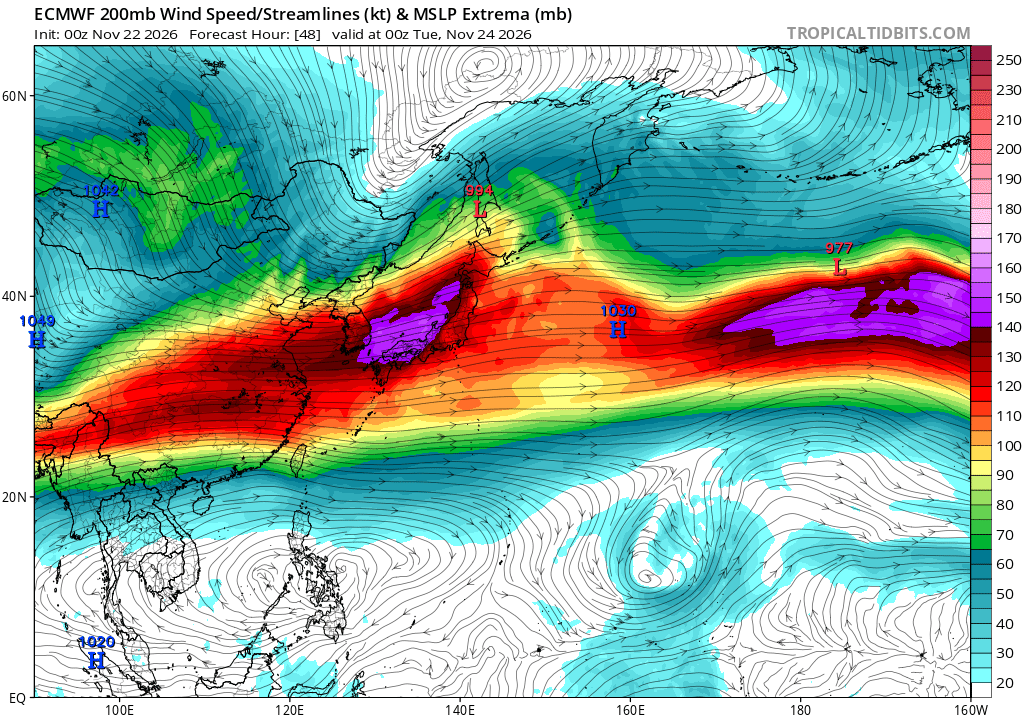 ECMWF 200mb Wind Speed/Streamlines (kt) & MSLP Extrema (mb)
Init: 00z Nov 22 2026 Forecast Hour: [48] valid at 00z Tue, Nov 24 2026
TROPICALTIDBITS.COM
60N
40N
20N
EQ
100E
120E
140E
160E
180
160W
250
230
210
200
190
180
170
160
150
140
130
120
110
100
90
80
70
60
50
40
30
20
1042
H
994
L
977
L
1030
H
1049
H
1020
H